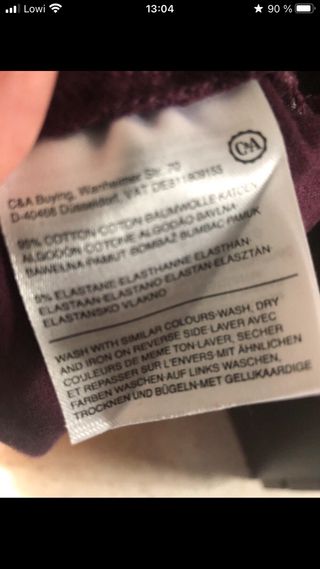 Lowi
13:04
90 %
C&A
C&A Buying, Wanheimer Str. 70
D-40468 Düsseldorf, VAT DE811909155
95% COTTON-COTON-BAUMWOLLE-KATOEN
ALGODON-COTONE-ALGODÃO-BAVLNA
BAWEŁNA-PAMUT-BOMBAŽ-BUMBAC-PAMUK
5% ELASTANE-ELASTHANNE-ELASTHAN
ELASTAAN-ELASTANO-ELASTAN-ELASZTÁN
ELASTANSKO VLAKNO
WASH WITH SIMILAR COLOURS-WASH, DRY
AND IRON ON REVERSE SIDE-LAVER AVEC
COULEURS DE MEME TON-LAVER, SECHER
ET REPASSER SUR L'ENVERS-MIT ÄHNLICHEN
FARBEN WASCHEN-AUF LINKS WASCHEN,
TROCKNEN UND BÜGELN-MET GELIJKAARDIGE